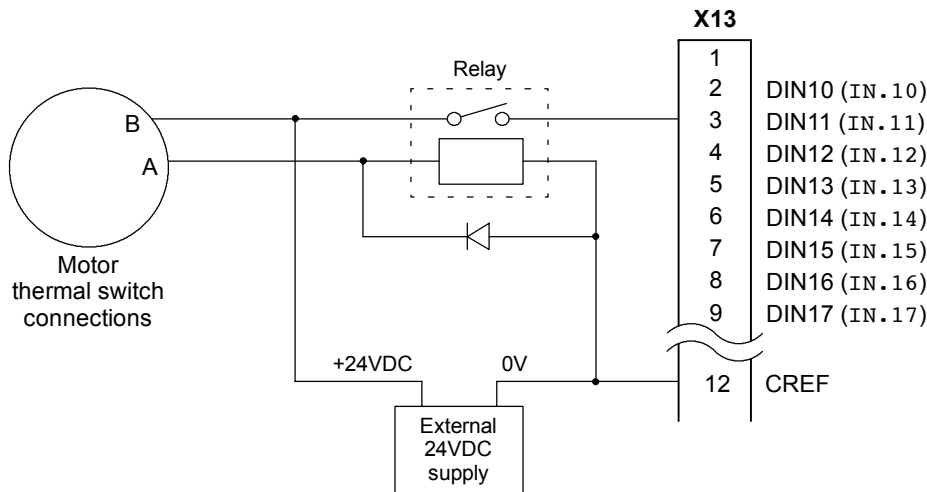 X13
Relay
1
2 DIN10 (IN.10)
B
3 DIN11 (IN.11)
A
4 DIN12 (IN.12)
5 DIN13 (IN.13)
6 DIN14 (IN.14)
7 DIN15 (IN.15)
8 DIN16 (IN.16)
9 DIN17 (IN.17)
Motor
thermal switch
connections
+24VDC 0V
12 CREF
External
24VDC
supply